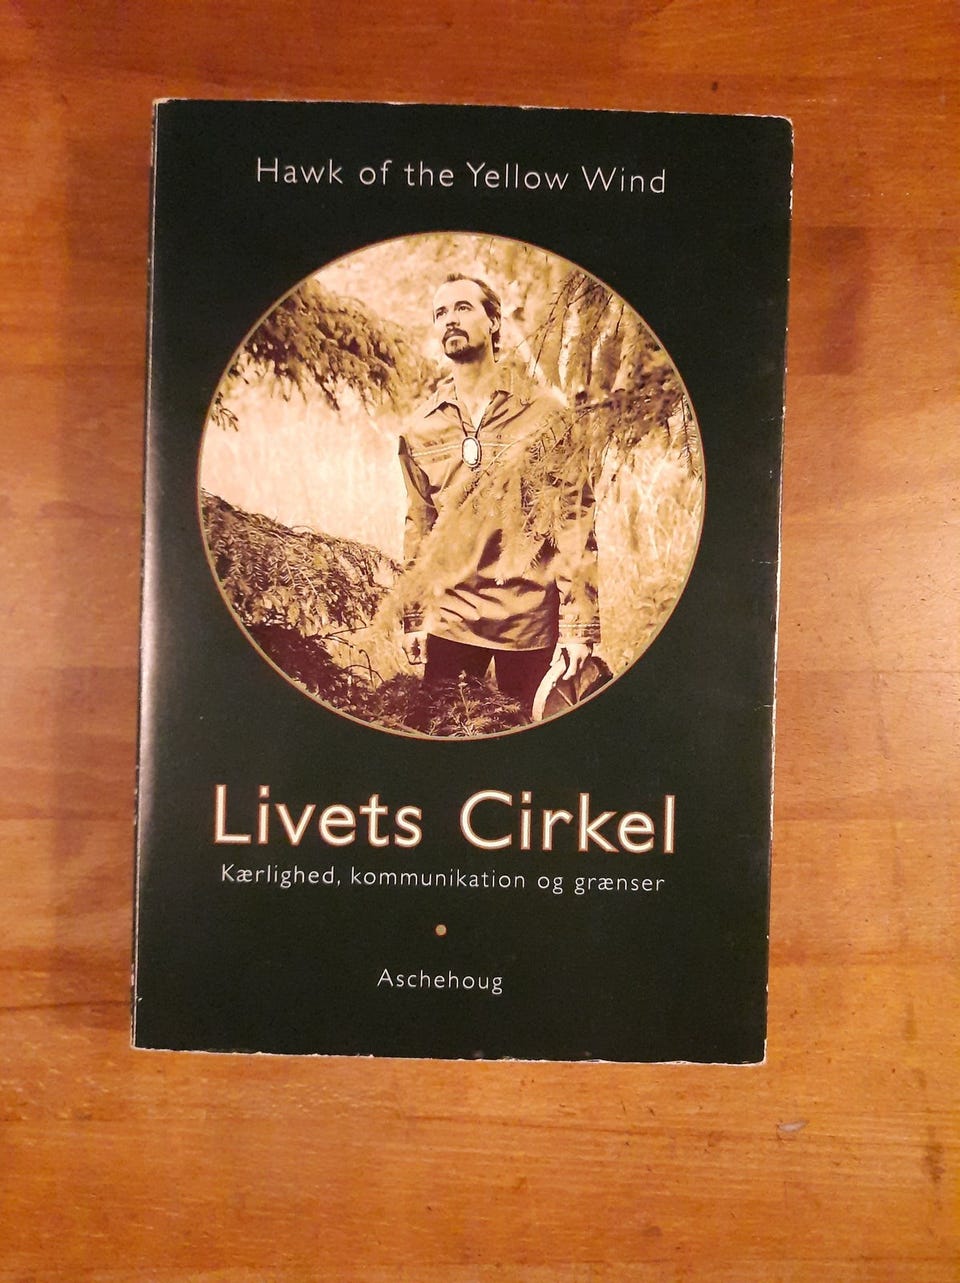 Hawk of the Yellow Wind
Livets Cirkel
Kærlighed, kommunikation og grænser
Aschehoug